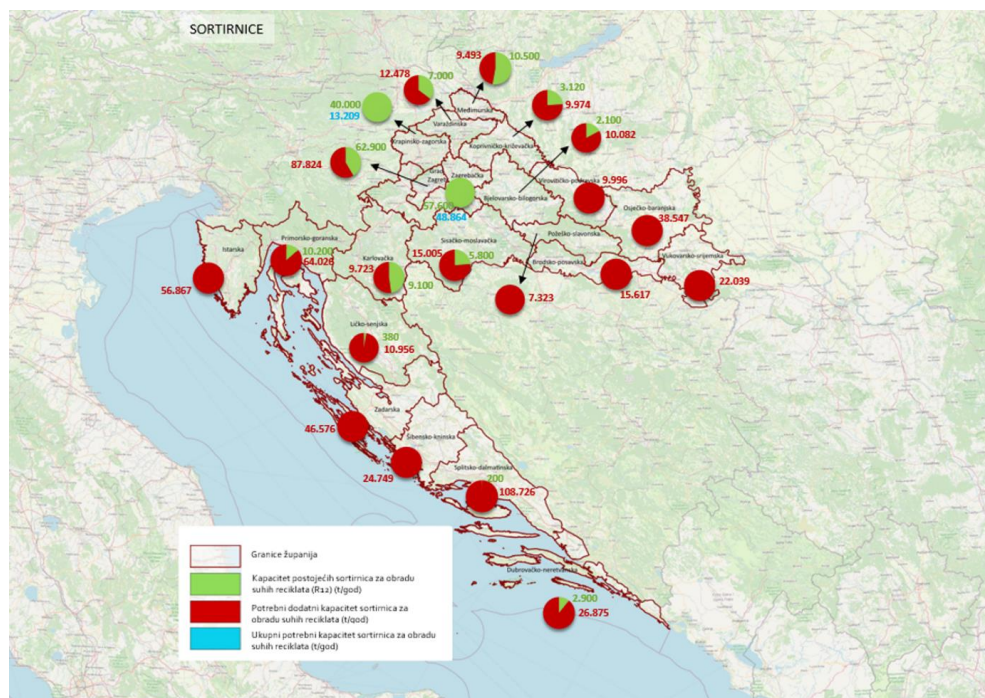 SORTIRNICE
9.493
10.500
12.478
7.000
3.120
9.974
40.000
13.209
Međimurska
Varaždinska
2.100
10.082
Krapinsko-zagorska
Koprivničko-križevačka
62.900
87.824
Grad
Zagreb
Zagrebačka
9.996
Bjelovarsko-bilogorska
48.864
Osječko-baranjska
38.547
Požeško-slavonska
Primorsko-goranska
Sisačko-moslavačka
Istarska
10.200
64.028
Karlovačka
15.005
5.800
Brodsko-posavska
Vukovarsko-srijemska
9.723
9.100
56.867
15.617
22.039
7.323
380
Ličko-senjska
10.956
Zadarska
46.576
Šibensko-kninska
24.749
Splitsko-dalmatinska
200
108.726
Dubrovačko-neretvanska
2.900
26.875
Granice županija
Kapacitet postojećih sortirnica za obradu
suhih reciklata (R12) (t/god)
Potrebni dodatni kapacitet sortirnica za
obradu suhih reciklata (t/god)
Ukupni potrebni kapacitet sortirnica za obradu
suhih reciklata (t/god)